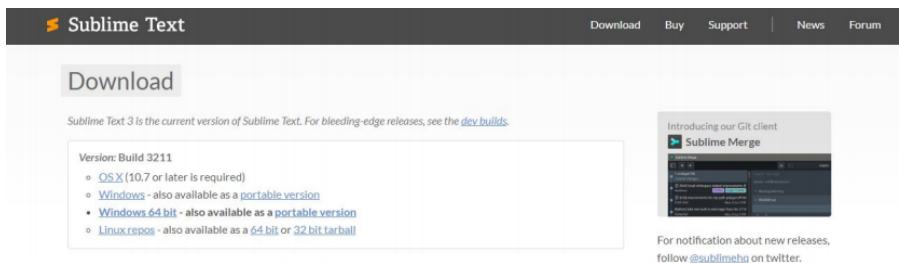 Sublime Text
Download Buy Support News Forum
Download
Sublime Text 3 is the current version of Sublime Text. For bleeding-edge releases, see the dev builds.
Version: Build 3211
OS X (10.7 or later is required)
Windows - also available as a portable version
Windows 64 bit - also available as a portable version
Linux repos - also available as a 64 bit or 32 bit tarball
Introducing our Git client
Sublime Merge
For notification about new releases,
follow @sublimehq on twitter.